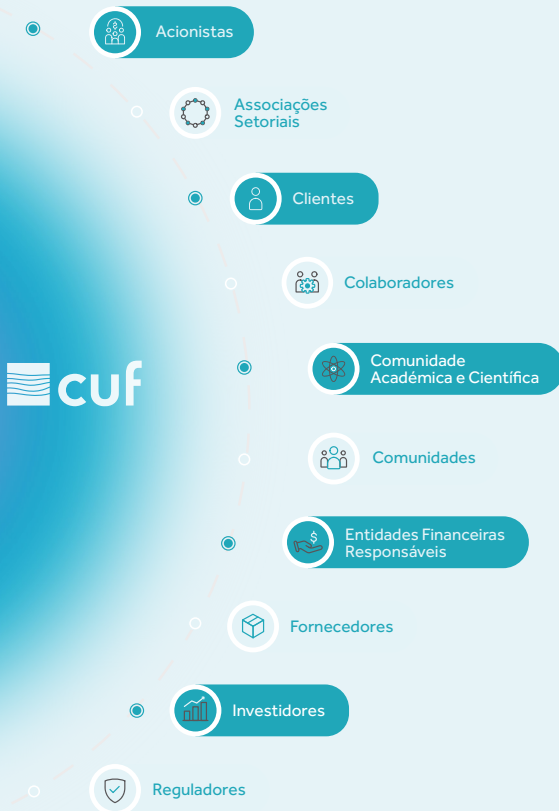 Acionistas
Associações
Setoriais
Clientes
Colaboradores
cuf
Comunidade
Académica e Científica
Comunidades
$
Entidades Financeiras
Responsáveis
Fornecedores
Investidores
Reguladores